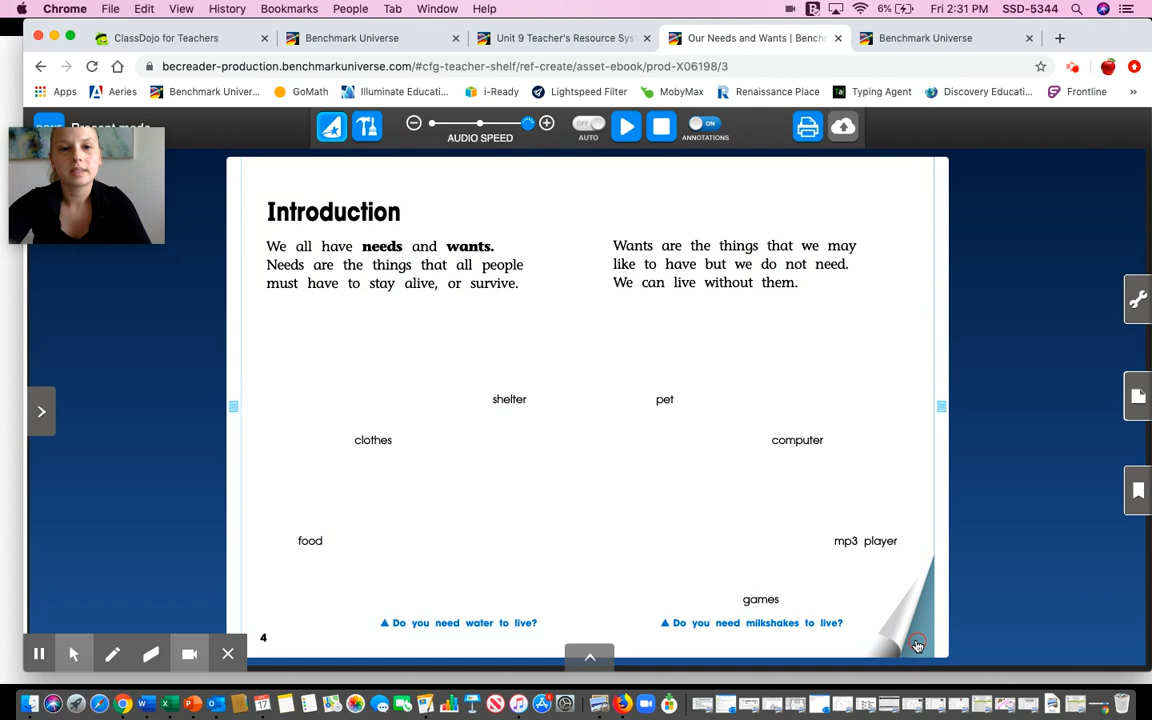 Chrome File Edit View History Bookmarks People Tab Window Help 6% Fri 2:31 PM SSD-5344
ClassDojo for Teachers Benchmark Universe Unit 9 Teacher's Resource Sys Our Needs and Wants | Bench Benchmark Universe
becreader-production.benchmarkuniverse.com/#cfg-teacher-shelf/ref-create/asset-ebook/prod-X06198/3
Apps Aeries Benchmark Univer... GoMath Illuminate Educati... i-Ready Lightspeed Filter MobyMax Renaissance Place Typing Agent Discovery Educati... Frontline
AUDIO SPEED OFF AUTO ON ANNOTATIONS
Introduction
We all have needs and wants.
Needs are the things that all people
must have to stay alive, or survive.
Wants are the things that we may
like to have but we do not need.
We can live without them.
shelter
pet
clothes
computer
food
mp3 player
games
Do you need water to live?
Do you need milkshakes to live?
4